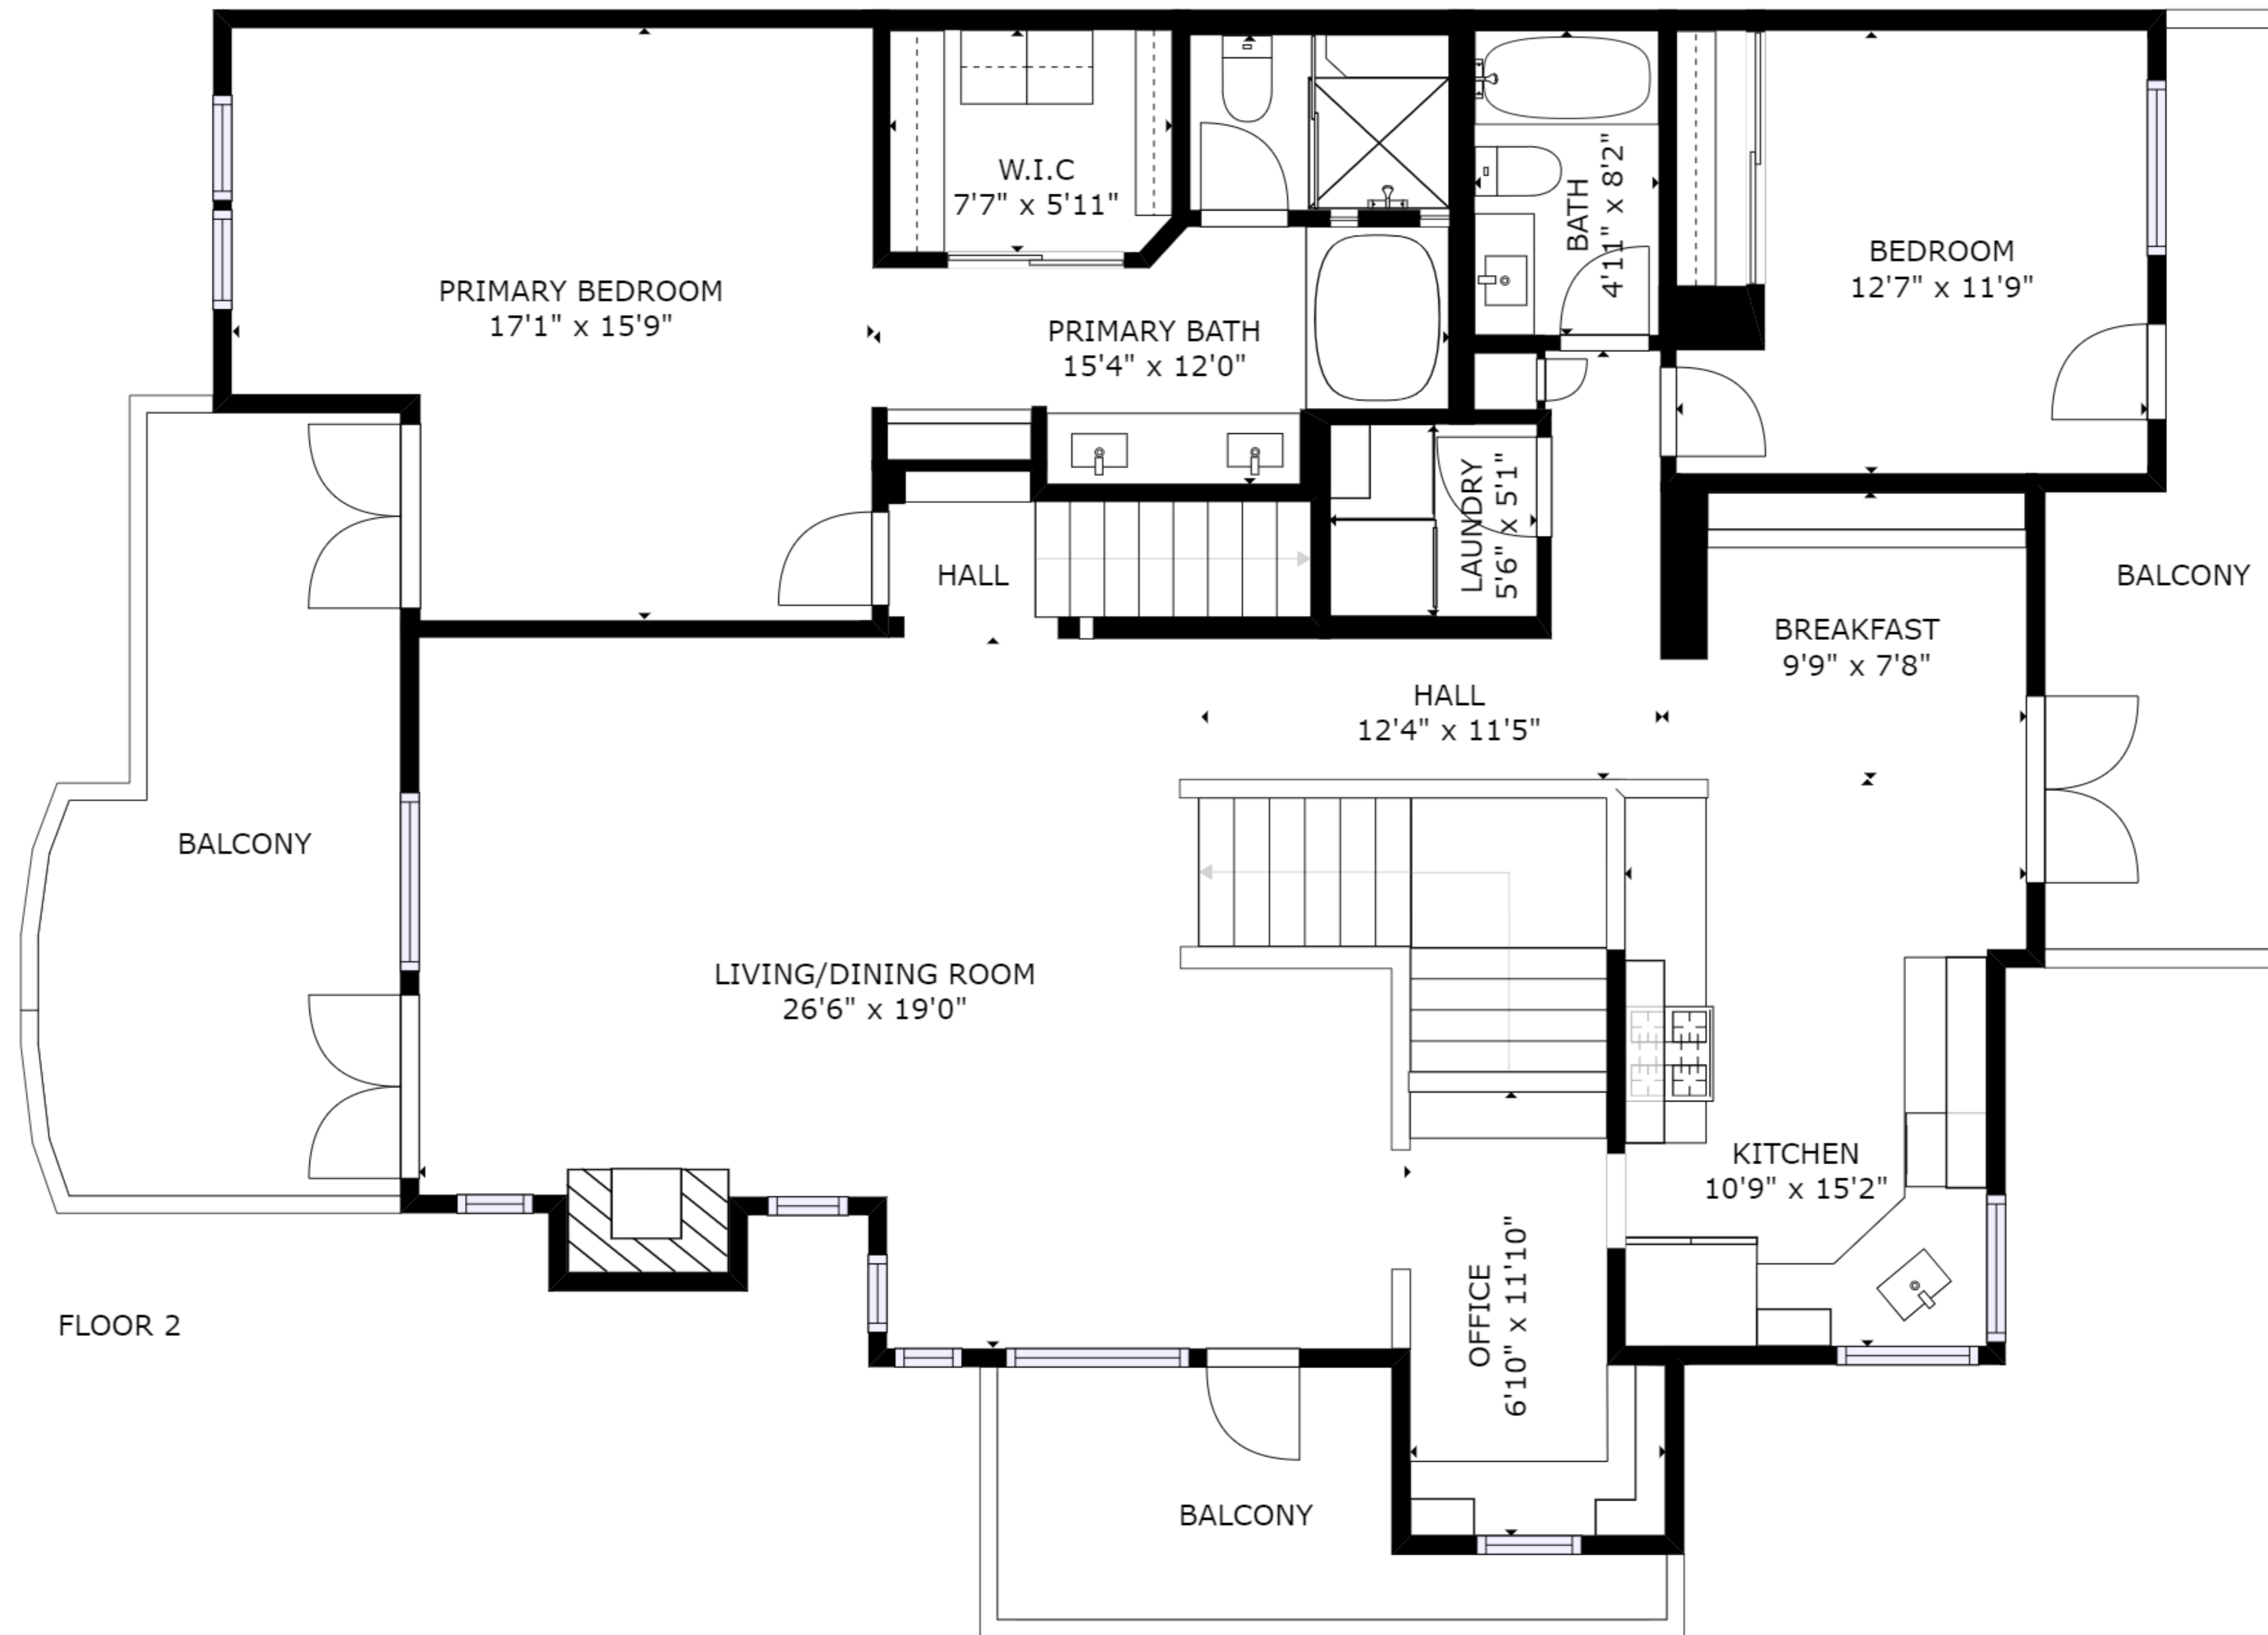 W.I.C
7'7" x 5'11"
BATH
4'11" x 8'2"
BEDROOM
12'7" x 11'9"
PRIMARY BEDROOM
17'1" x 15'9"
PRIMARY BATH
15'4" x 12'0"
LAUNDRY
5'6" x 5'1"
HALL
BALCONY
BREAKFAST
9'9" x 7'8"
HALL
12'4" x 11'5"
BALCONY
LIVING/DINING ROOM
26'6" x 19'0"
KITCHEN
10'9" x 15'2"
OFFICE
6'10" x 11'10"
FLOOR 2
BALCONY